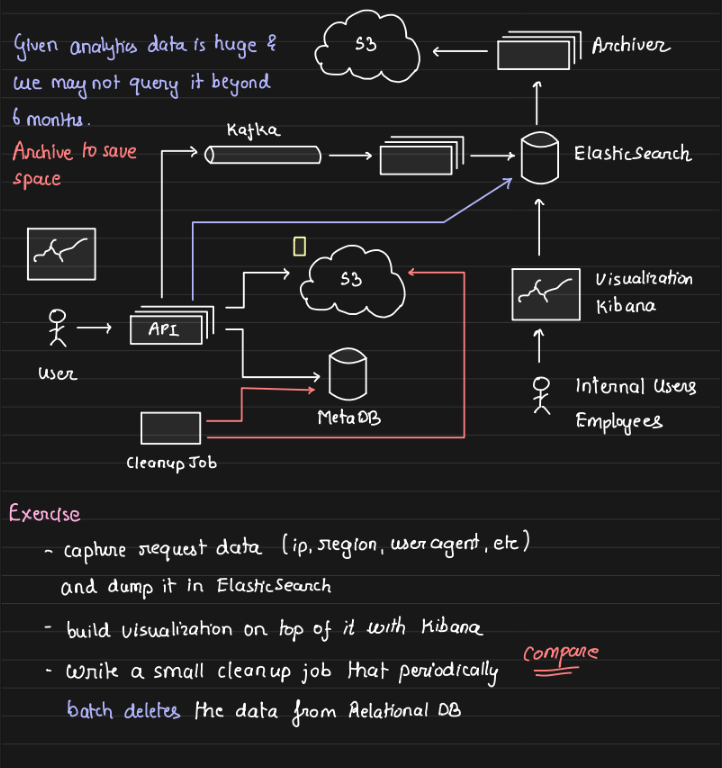 Given analytics data is huge &
we may not query it beyond
6 months.
Archive to save
space
S3
Archiver
Kafka
ElasticSearch
S3
Visualization
Kibana
API
user
MetaDB
Internal Users
Employees
Cleanup Job
Exercise
- capture request data (ip, region, user agent, etc)
and dump it in ElasticSearch
- build visualization on top of it with Kibana
- write a small cleanup job that periodically
compare
batch deletes the data from Relational DB